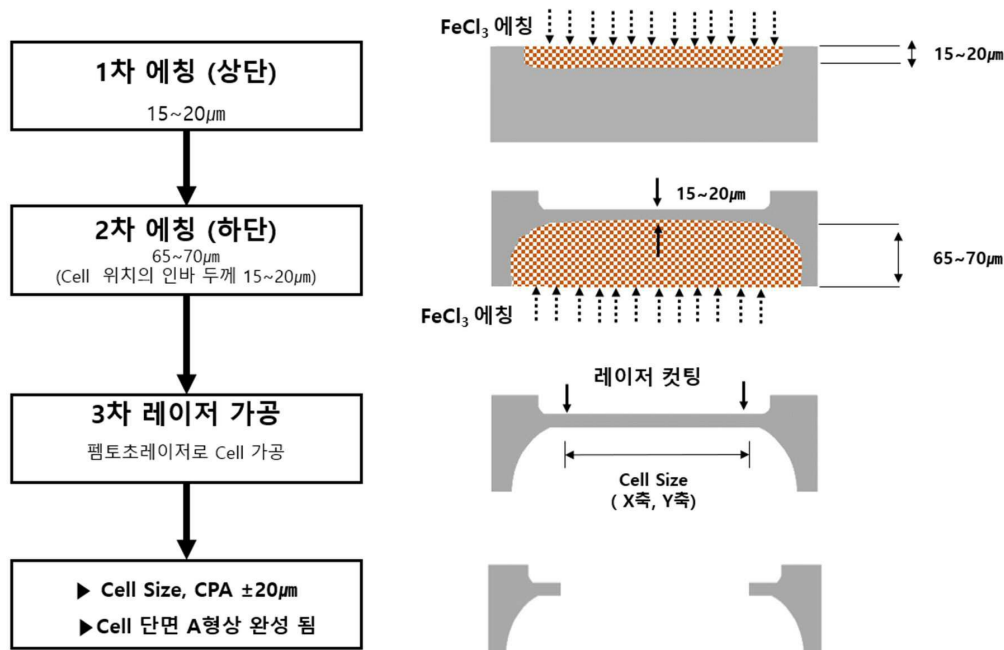 1차 에칭 (상단)
15~20㎛
2차 에칭 (하단)
65~70㎛
(Cell 위치의 인바 두께 15~20㎛)
3차 레이저 가공
펨토초레이저로 Cell 가공
▶ Cell Size, CPA ±20㎛
▶Cell 단면 A형상 완성 됨
FeCl₃ 에칭
15~20㎛
15~20㎛
65~70㎛
FeCl₃ 에칭
레이저 컷팅
Cell Size
( X축, Y축)